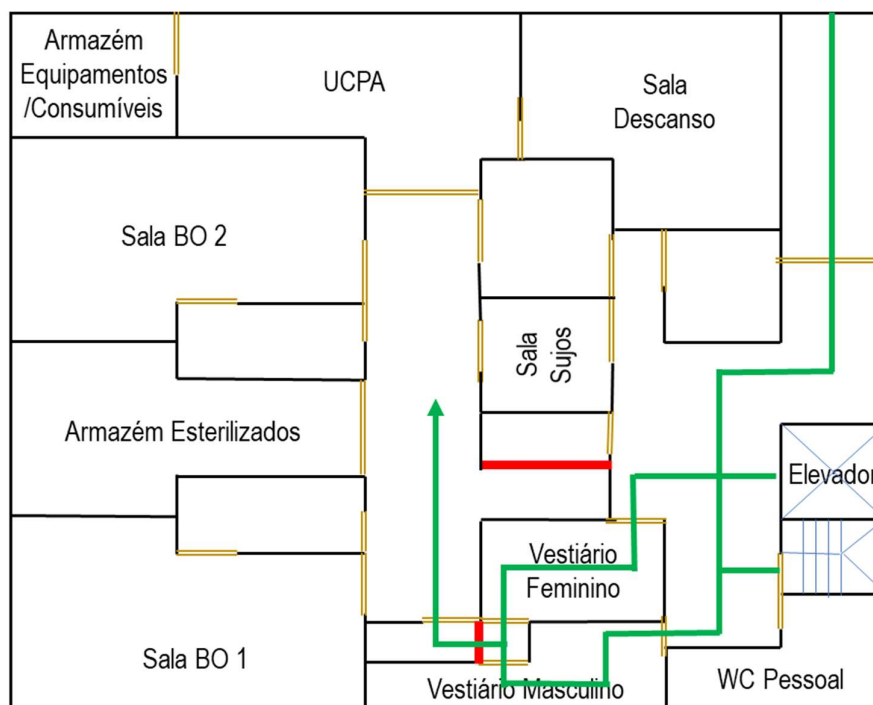 Armazém
Equipamentos
/Consumíveis
UCPA
Sala
Descanso
Sala BO 2
Sala
Sujos
Armazém Esterilizados
Elevador
Vestiário
Feminino
Sala BO 1
Vestiário Masculino
WC Pessoal